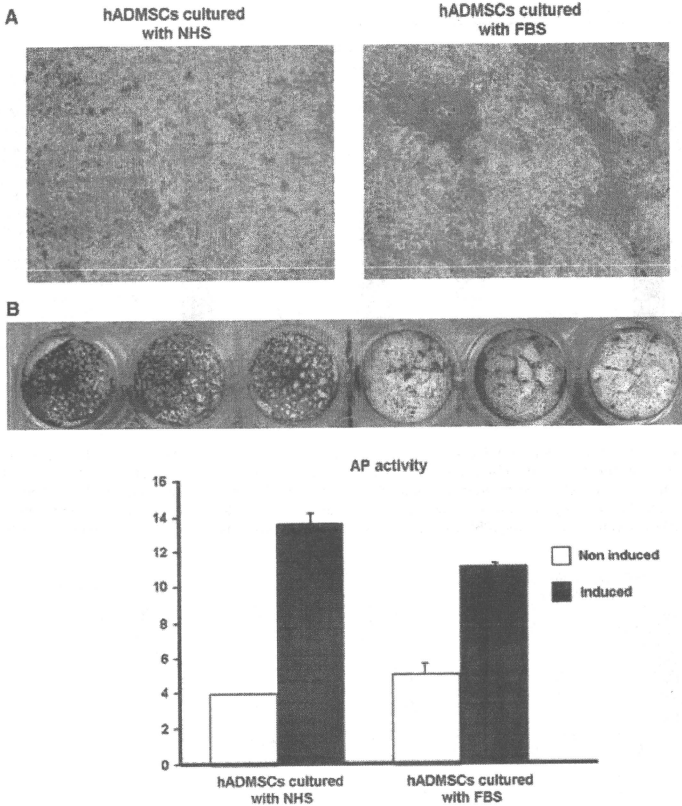 A
hADMSCs cultured
with NHS
hADMSCs cultured
with FBS
B
AP activity
16
14
12
10
8
6
4
2
0
Non induced
Induced
hADMSCs cultured
with NHS
hADMSCs cultured
with FBS